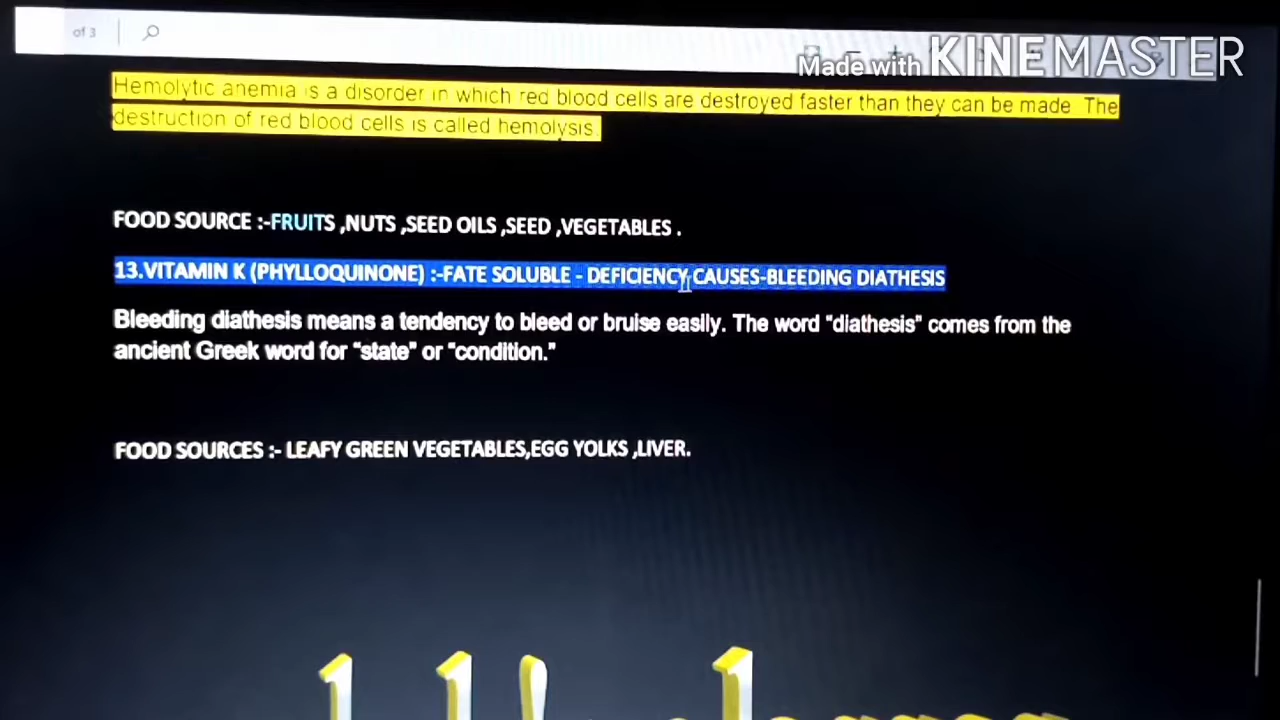 of 3
Made with KINEMASTER
Hemolytic anemia is a disorder in which red blood cells are destroyed faster than they can be made The
destruction of red blood cells is called hemolysis.
FOOD SOURCE :-FRUITS ,NUTS ,SEED OILS ,SEED ,VEGETABLES .
13.VITAMIN K (PHYLLOQUINONE) :-FATE SOLUBLE - DEFICIENCY CAUSES-BLEEDING DIATHESIS
Bleeding diathesis means a tendency to bleed or bruise easily. The word “diathesis” comes from the
ancient Greek word for “state” or “condition.”
FOOD SOURCES :- LEAFY GREEN VEGETABLES,EGG YOLKS ,LIVER.